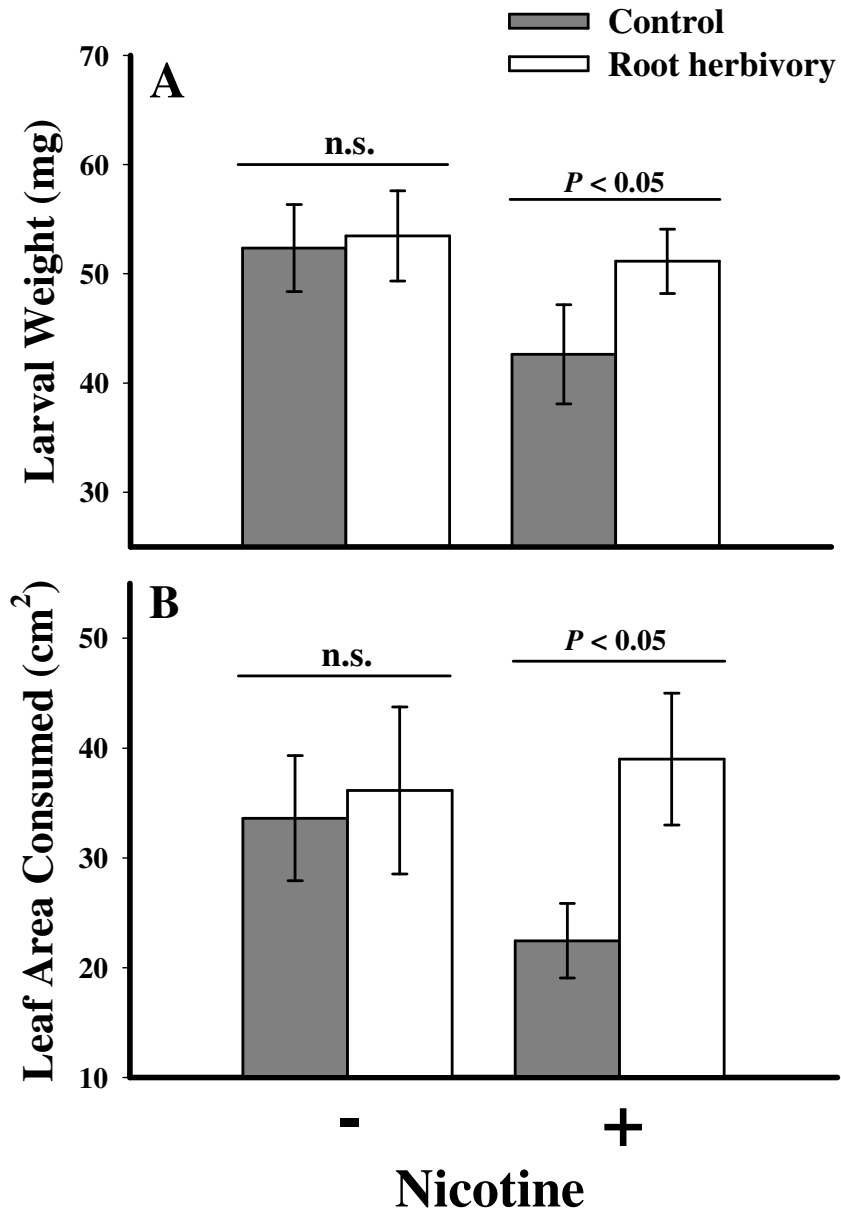 Control
Root herbivory
A
70
60
50
40
30
Larval Weight (mg)
n.s.
P < 0.05
B
50
40
30
20
10
Leaf Area Consumed (cm²)
n.s.
P < 0.05
- +
Nicotine